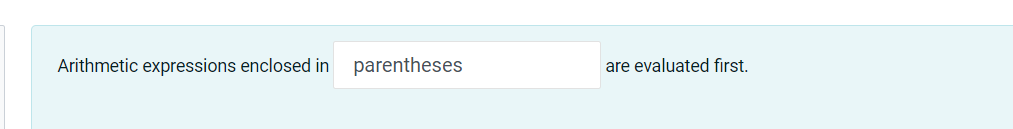 Arithmetic expressions enclosed in parentheses are evaluated first.